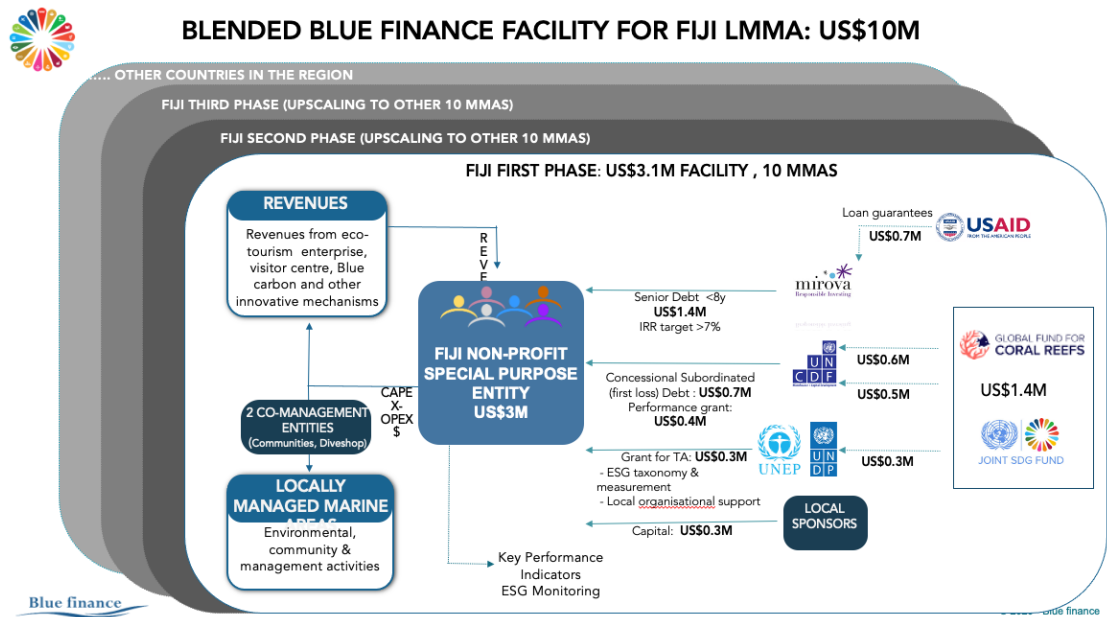 BLENDED BLUE FINANCE FACILITY FOR FIJI LMMA: US$10M
..... OTHER COUNTRIES IN THE REGION
FIJI THIRD PHASE (UPSCALING TO OTHER 10 MMAS)
FIJI SECOND PHASE (UPSCALING TO OTHER 10 MMAS)
FIJI FIRST PHASE: US$3.1M FACILITY , 10 MMAS
REVENUES
Revenues from eco-
tourism enterprise,
visitor centre, Blue
carbon and other
innovative mechanisms
R
E
V
E
Loan guarantees
US$0.7M
USAID
FROM THE AMERICAN PEOPLE
mirova
Responsible Investing
Senior Debt <8y
US$1.4M
IRR target >7%
FIJI NON-PROFIT
SPECIAL PURPOSE
ENTITY
US$3M
GLOBAL FUND FOR
CORAL REEFS
US$1.4M
JOINT SDG FUND
UN
CDF
US$0.6M
US$0.5M
Concessional Subordinated
(first loss) Debt : US$0.7M
Performance grant:
US$0.4M
CAPE
X-
OPEX
$
2 CO-MANAGEMENT
ENTITIES
(Communities, Diveshop)
UNEP
UN
DP
US$0.3M
Grant for TA: US$0.3M
- ESG taxonomy &
measurement
- Local organisational support
LOCALLY
MANAGED MARINE
AREAS
Environmental,
community &
management activities
LOCAL
SPONSORS
Capital: US$0.3M
Key Performance
Indicators
ESG Monitoring
Blue finance
Blue finance